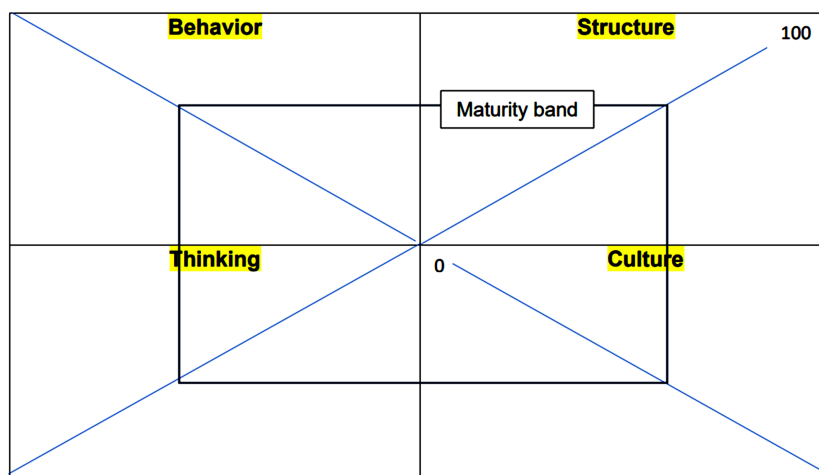 Behavior
Structure
100
Maturity band
Thinking
0
Culture